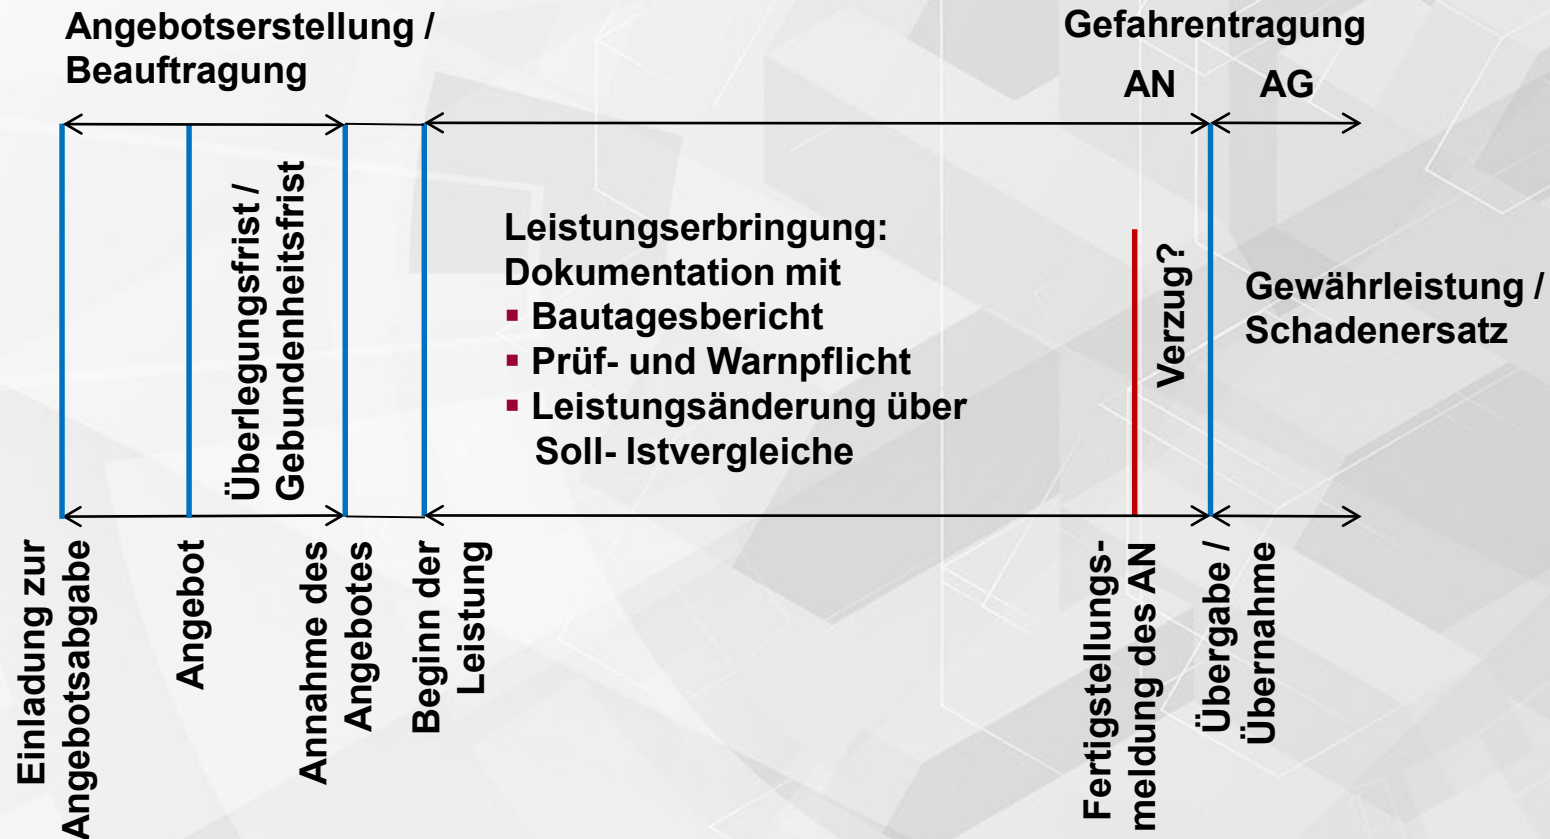 Angebotserstellung /
Beauftragung
Gefahrentragung
AN
AG
Überlegungsfrist /
Gebundenheitsfrist
Leistungserbringung:
Dokumentation mit
▪ Bautagesbericht
▪ Prüf- und Warnpflicht
▪ Leistungsänderung über
Soll- Istvergleiche
Verzug?
Gewährleistung /
Schadenersatz
Einladung zur
Angebotsabgabe
Angebot
Annahme des
Angebotes
Beginn der
Leistung
Fertigstellungs-
meldung des AN
Übergabe /
Übernahme